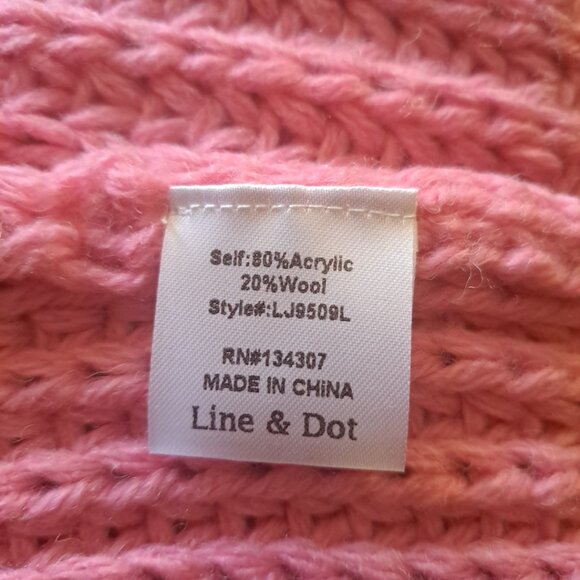 Self:80%Acrylic
20%Wool
Style#:LJ9509L
RN#134307
MADE IN CHINA
Line & Dot